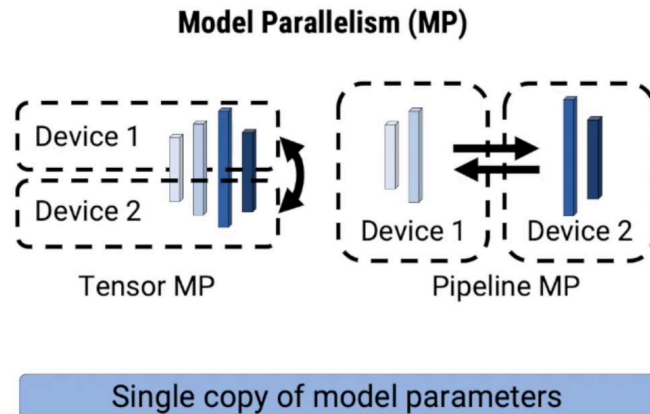 Model Parallelism (MP)
Device 1
Device 2
Tensor MP
Device 1
Device 2
Pipeline MP
Single copy of model parameters